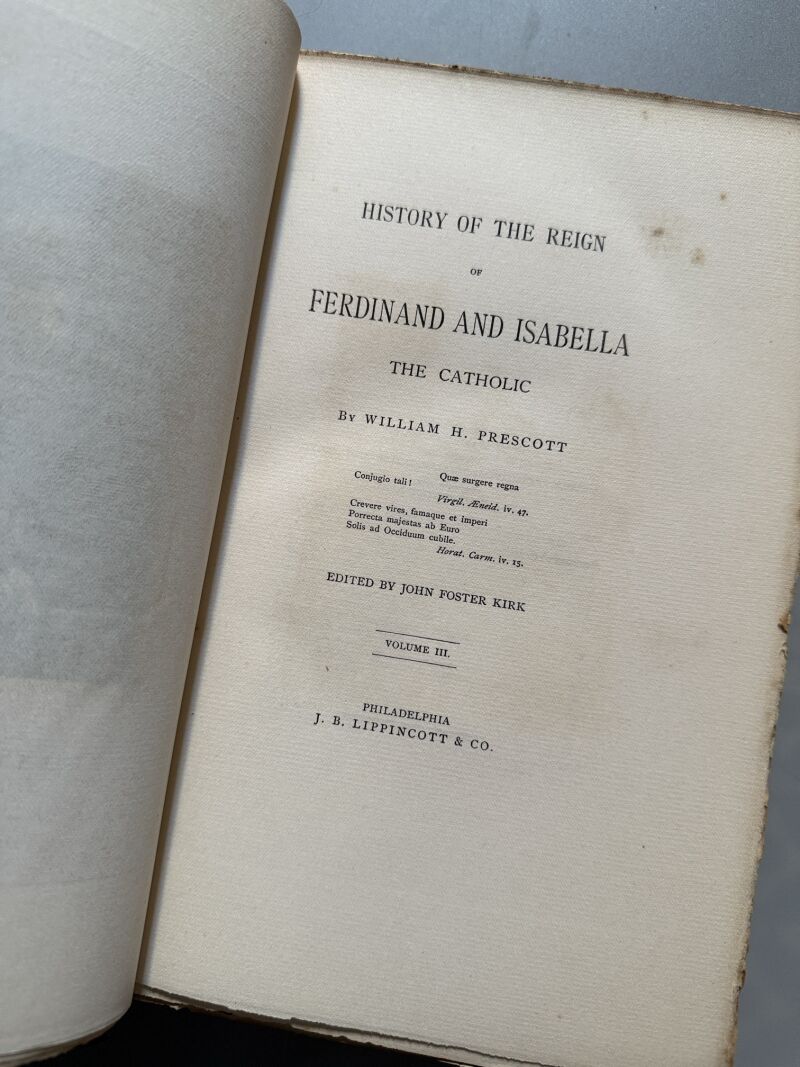 HISTORY OF THE REIGN
OF
FERDINAND AND ISABELLA
THE CATHOLIC
By WILLIAM H. PRESCOTT
Quæ surgere regna
Conjugio tali!
Virgil. Æneid. iv. 47.
Crevere vires, famaque et imperi
Porrecta majestas ab Euro
Solis ad Occiduum cubile.
Horat. Carm. iv. 15.
EDITED BY JOHN FOSTER KIRK
VOLUME III.
PHILADELPHIA
J. B. LIPPINCOTT & CO.